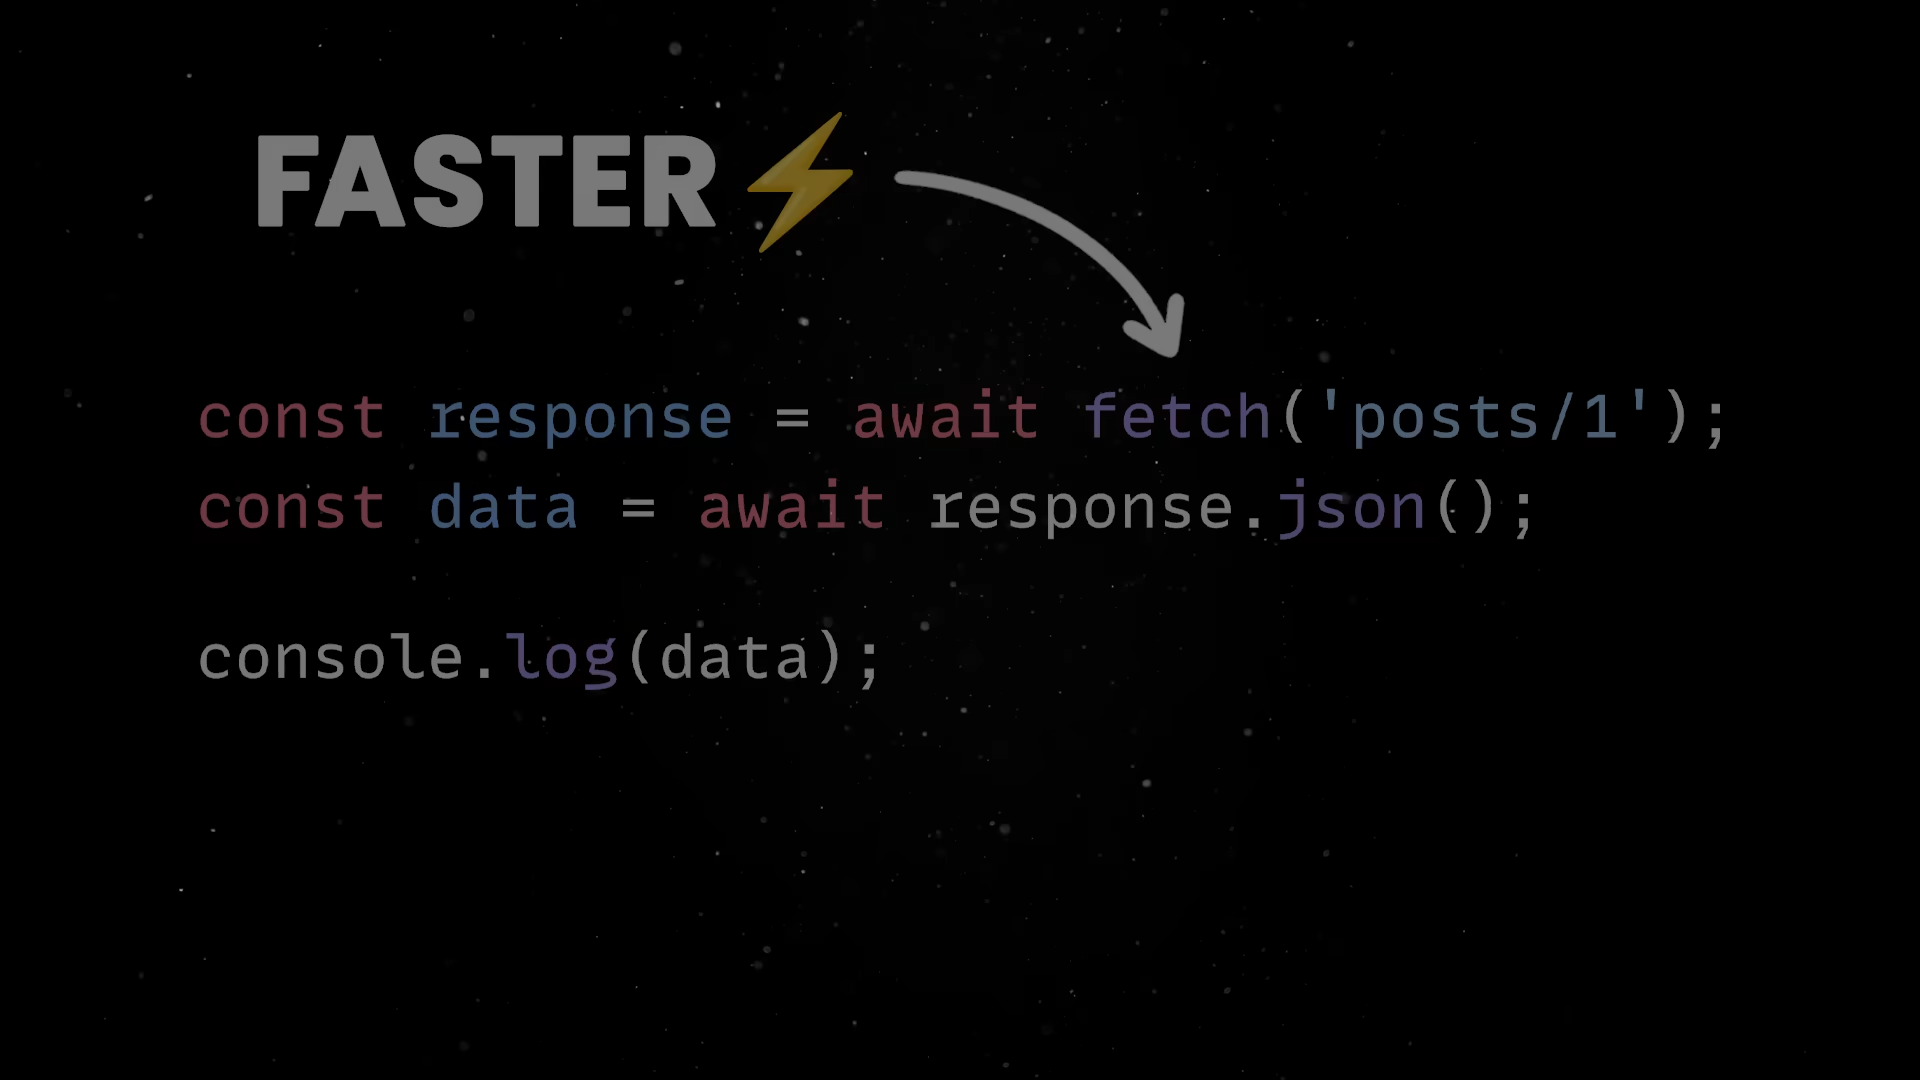 FASTER⚡
const response = await fetch('posts/1');
const data = await response.json();
console.log(data);